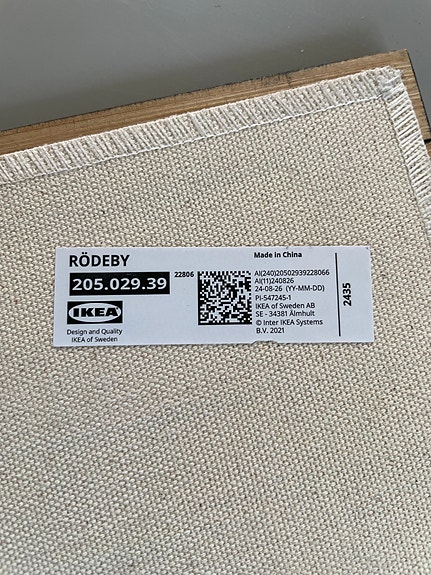 RÖDEBY
205.029.39
22806
IKEA
Design and Quality
IKEA of Sweden
Made in China
AI(240)20502939228066
AI(11)240826
24-08-26 (YY-MM-DD)
PI-547245-1
IKEA of Sweden AB
SE - 34381 Älmhult
© Inter IKEA Systems
B.V. 2021
2435